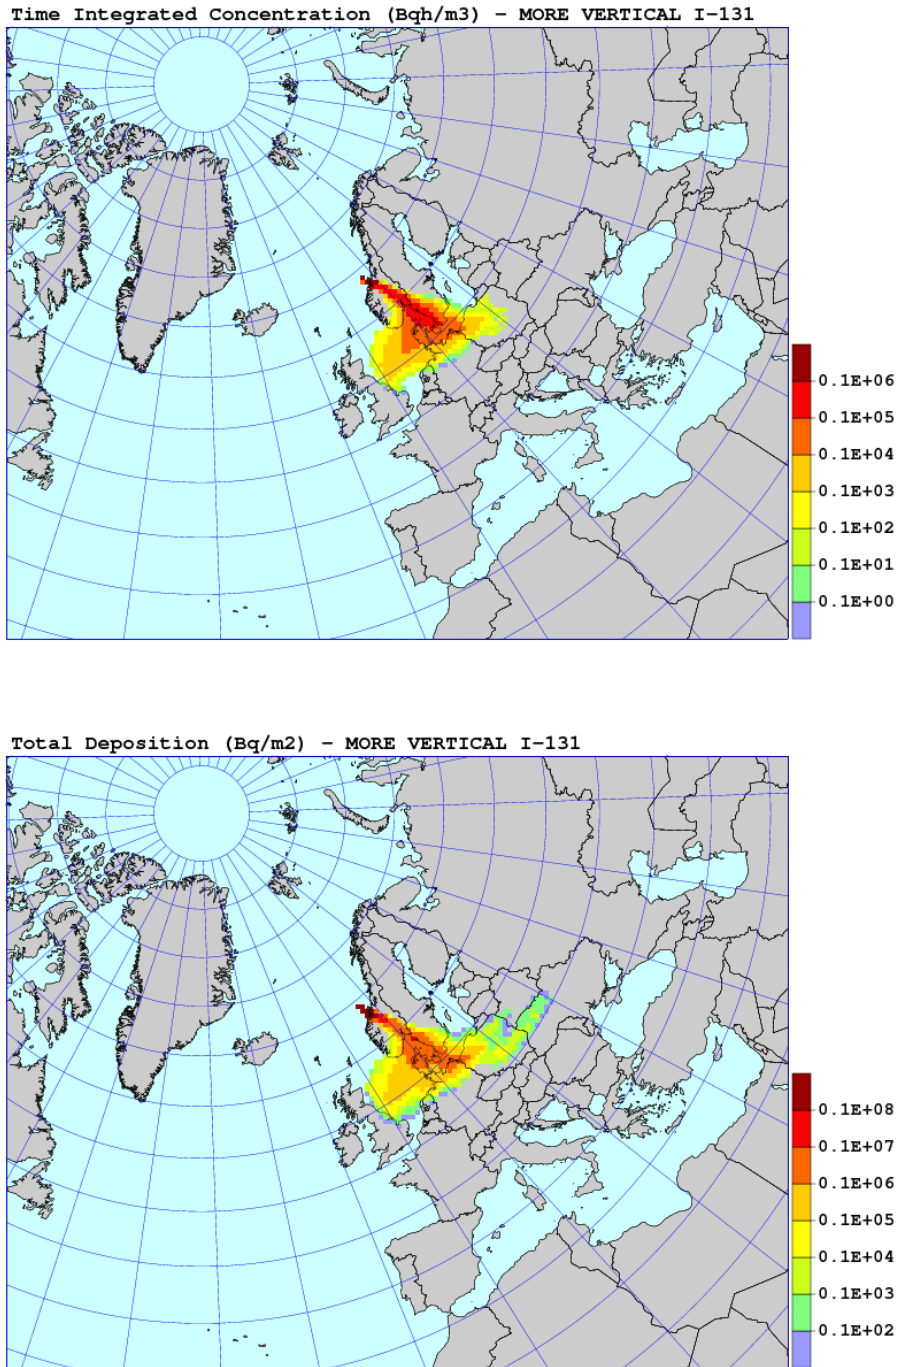 Time Integrated Concentration (Bqh/m3) – MORE VERTICAL I–131
0.1E+06
0.1E+05
0.1E+04
0.1E+03
0.1E+02
0.1E+01
0.1E+00
Total Deposition (Bq/m2) – MORE VERTICAL I–131
0.1E+08
0.1E+07
0.1E+06
0.1E+05
0.1E+04
0.1E+03
0.1E+02